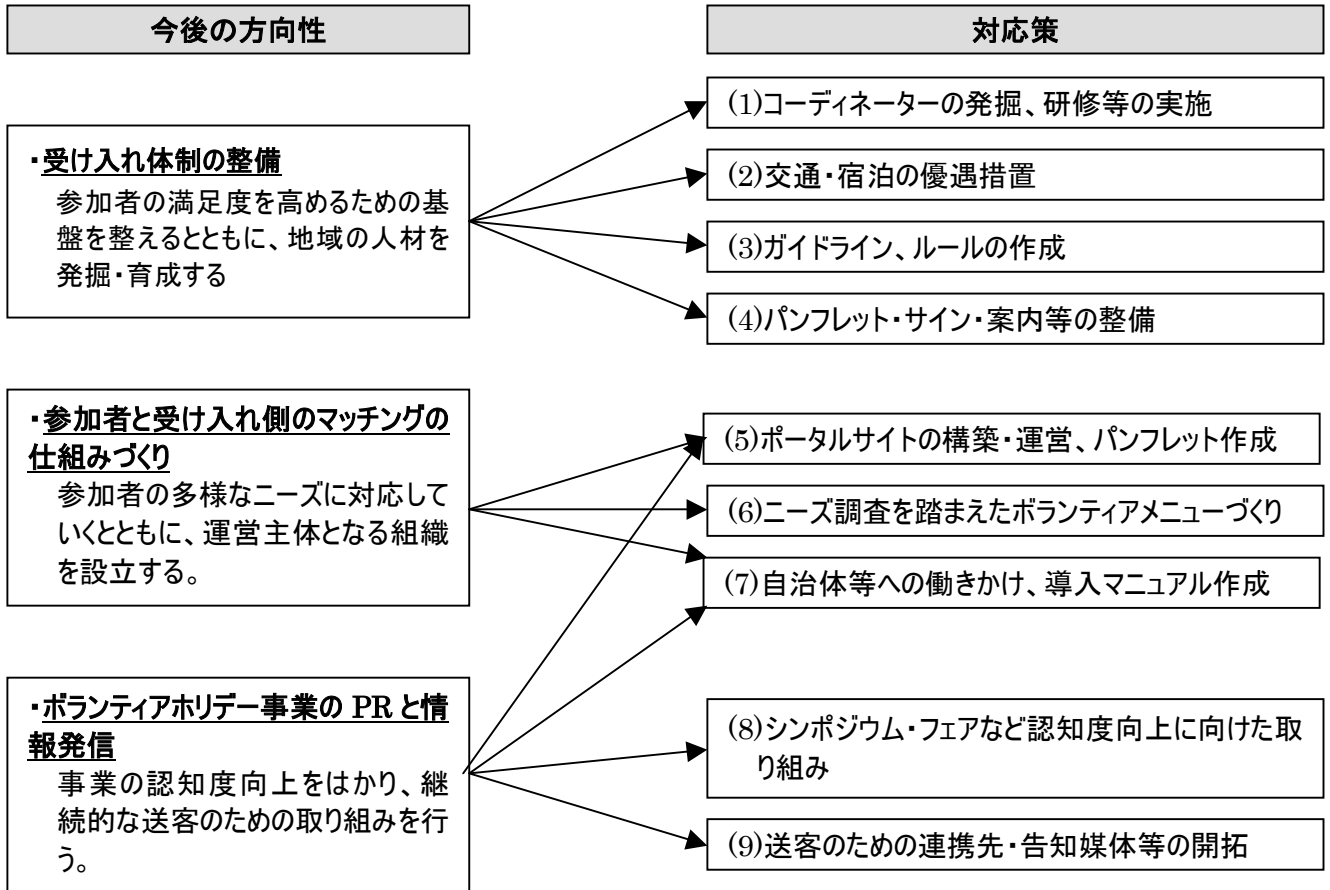 今後の方向性
対応策
・受け入れ体制の整備
参加者の満足度を高めるための基
盤を整えるとともに、地域の人材を
発掘・育成する
(1)コーディネーターの発掘、研修等の実施
(2)交通・宿泊の優遇措置
(3)ガイドライン、ルールの作成
(4)パンフレット・サイン・案内等の整備
・参加者と受け入れ側のマッチングの
仕組みづくり
参加者の多様なニーズに対応して
いくとともに、運営主体となる組織
を設立する。
(5)ポータルサイトの構築・運営、パンフレット作成
(6)ニーズ調査を踏まえたボランティアメニューづくり
(7)自治体等への働きかけ、導入マニュアル作成
・ボランティアホリデー事業の PR と情
報発信
事業の認知度向上をはかり、継
続的な送客のための取り組みを行
う。
(8)シンポジウム・フェアなど認知度向上に向けた取
り組み
(9)送客のための連携先・告知媒体等の開拓